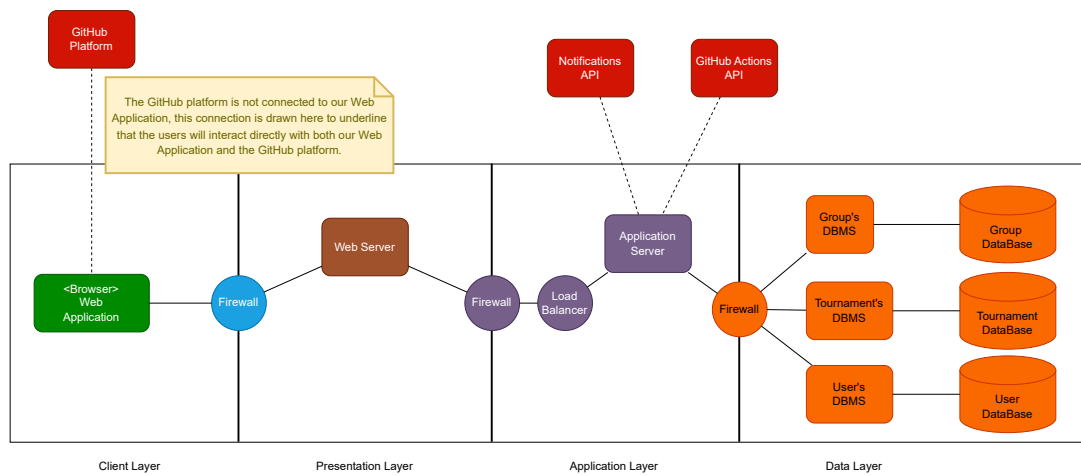 GitHub
Platform
Notifications
API
GitHub Actions
API
The GitHub platform is not connected to our Web
Application, this connection is drawn here to underline
that the users will interact directly with both our Web
Application and the GitHub platform.
<Browser>
Web
Application
Firewall
Web Server
Firewall
Load
Balancer
Application
Server
Firewall
Group's
DBMS
Group
DataBase
Tournament's
DBMS
Tournament
DataBase
User's
DBMS
User
DataBase
Client Layer
Presentation Layer
Application Layer
Data Layer